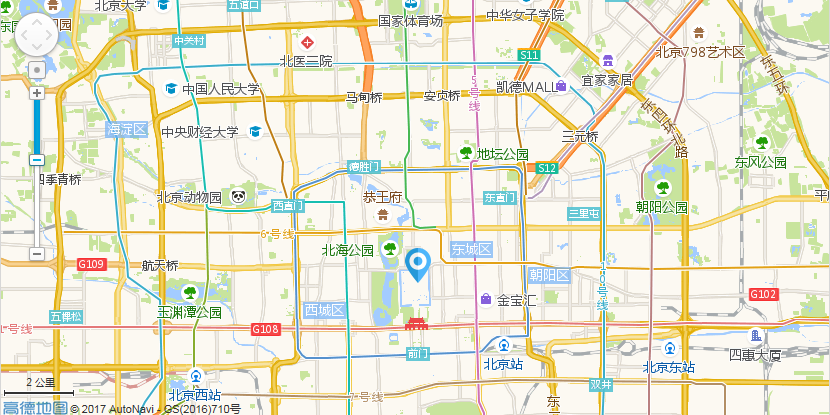 北京大学
五道口
国家体育场
中华女子学院
中关村
北医三院
S11
北京798艺术区
东五环
中国人民大学
马甸桥
安贞桥
5号线
凯德MALL
宜家家居
海淀区
中央财经大学
三元桥
东四环北路
德胜门
地坛公园
S12
东风公园
四季青桥
北京动物园
恭王府
东直门
西直门
三里屯
朝阳公园
6号线
北海公园
东城区
G109
航天桥
朝阳区
10号线
玉渊潭公园
西城区
金宝汇
G102
五棵松
1号线
G108
前门
北京站
北京东站
四惠大厦
北京西站
双井
2 公里
7号线
东
高德地图
© 2017 AutoNavi - GS(2016)710号